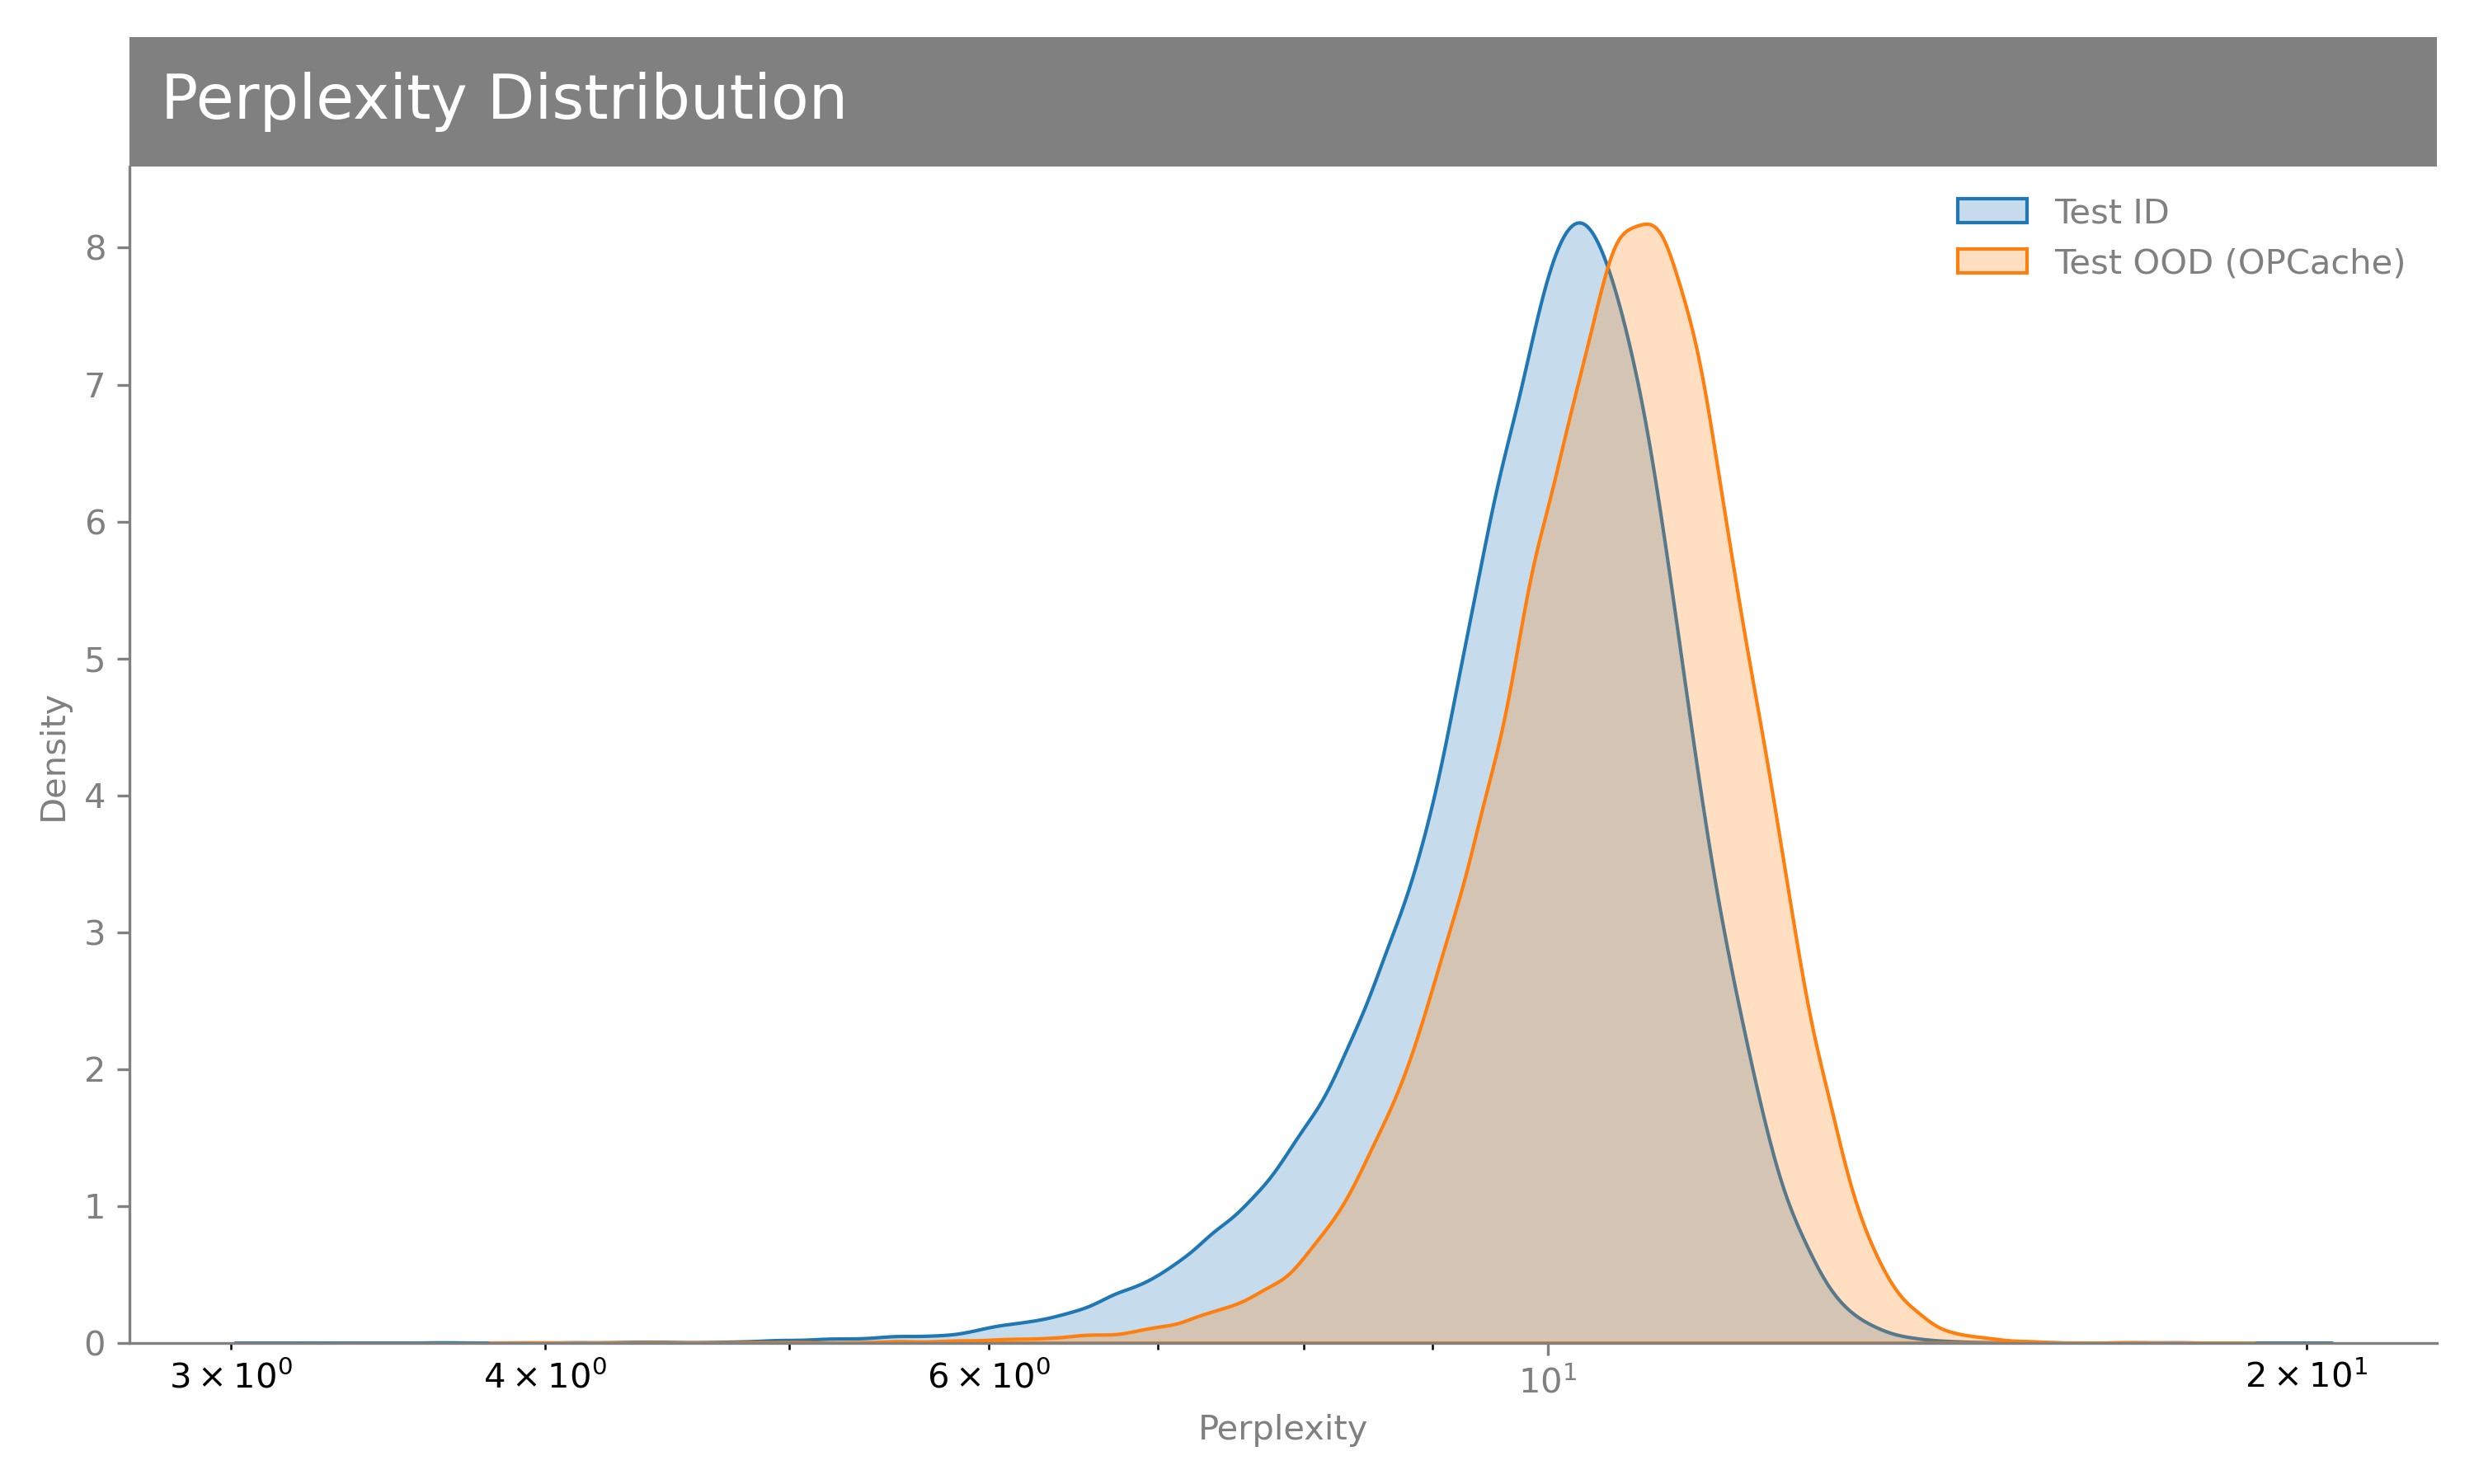 Perplexity Distribution
Test ID
Test OOD (OPCache)
8
7
6
5
4
3
2
1
0
Density
3 × 10⁰
4 × 10⁰
6 × 10⁰
10¹
2 × 10¹
Perplexity